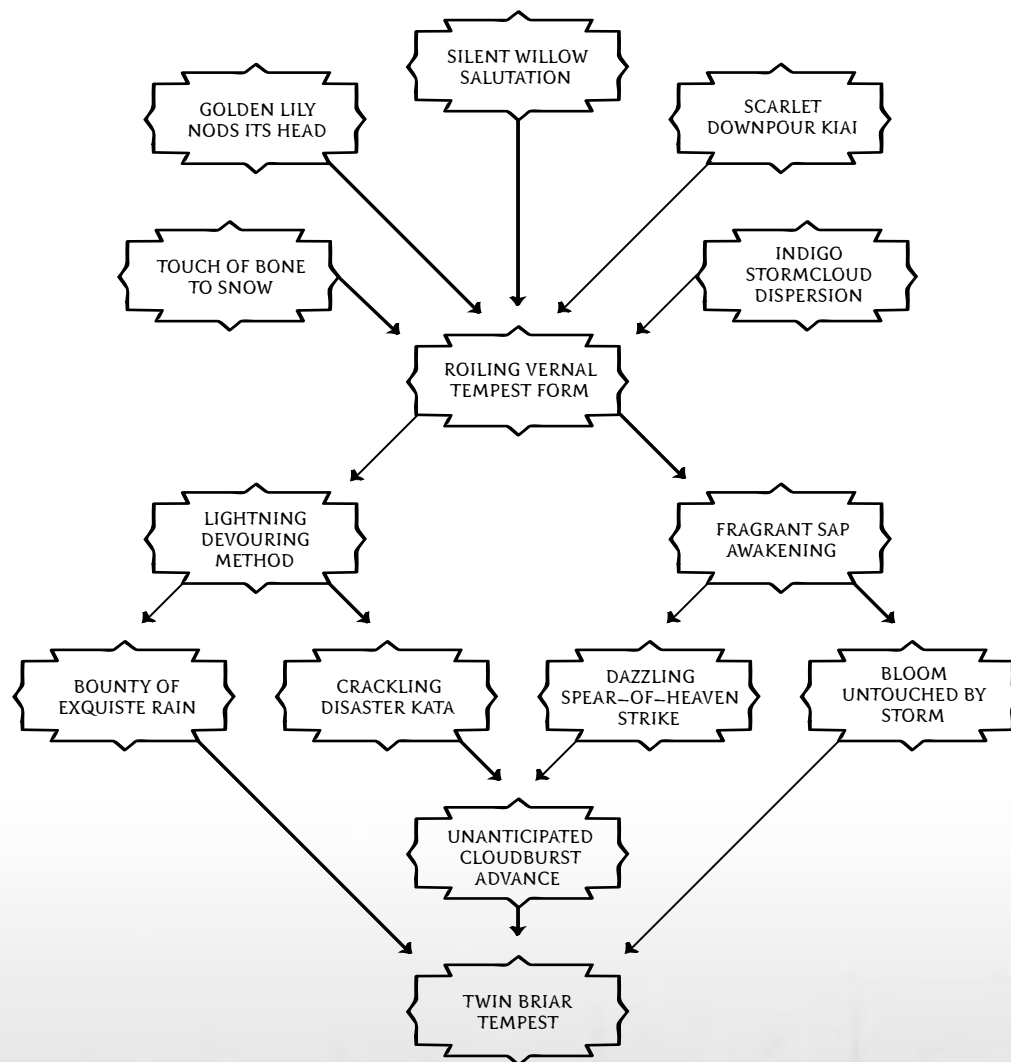 SILENT WILLOW
SALUTATION
GOLDEN LILY
NODS ITS HEAD
SCARLET
DOWNPOUR KIAI
TOUCH OF BONE
TO SNOW
INDIGO
STORMCLOUD
DISPERSION
ROILING VERNAL
TEMPEST FORM
LIGHTNING
DEVOURING
METHOD
FRAGRANT SAP
AWAKENING
BOUNTY OF
EXQUISTE RAIN
CRACKLING
DISASTER KATA
DAZZLING
SPEAR-OF-HEAVEN
STRIKE
BLOOM
UNTOUCHED BY
STORM
UNANTICIPATED
CLOUDBURST
ADVANCE
TWIN BRIAR
TEMPEST